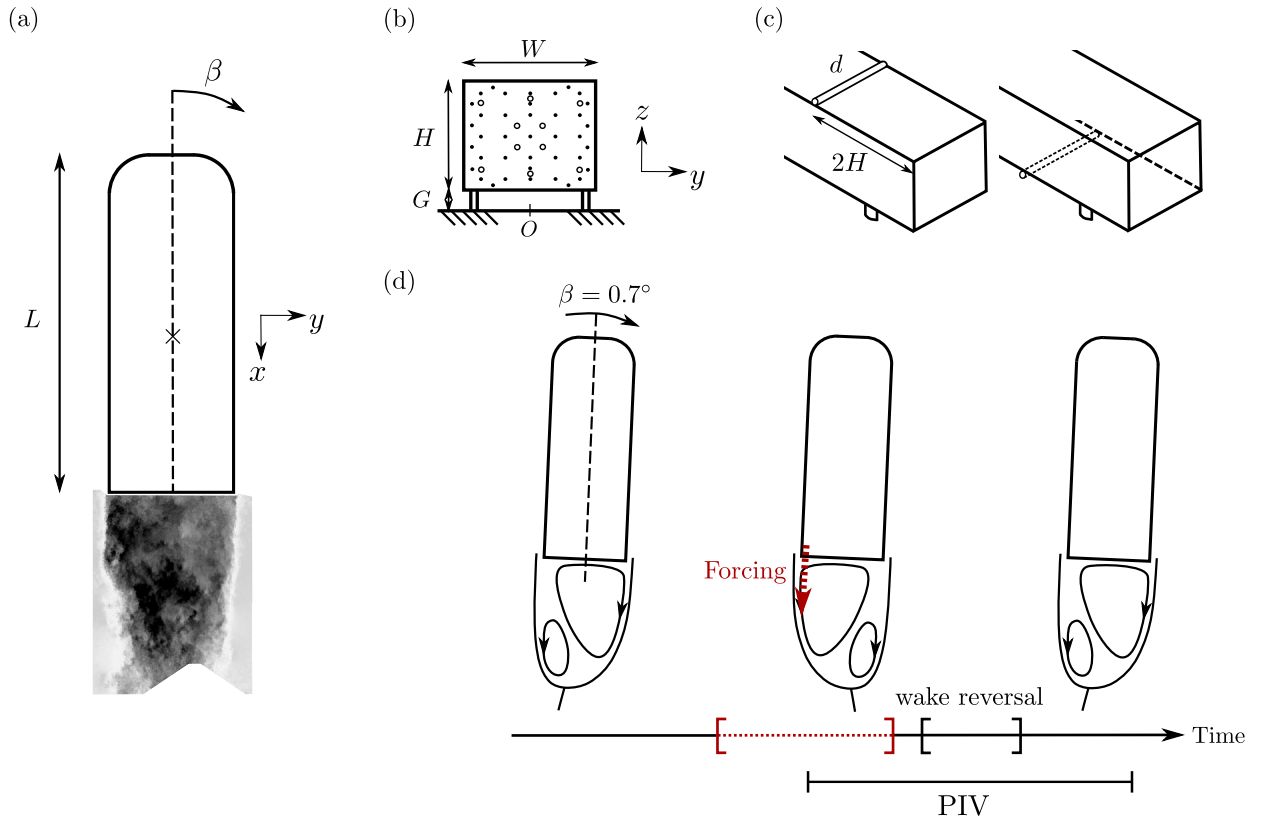 (a)
β
L
y
x
(b)
W
H
G
O
z
y
(c)
d
2H
(d)
β = 0.7°
Forcing
wake reversal
Time
PIV